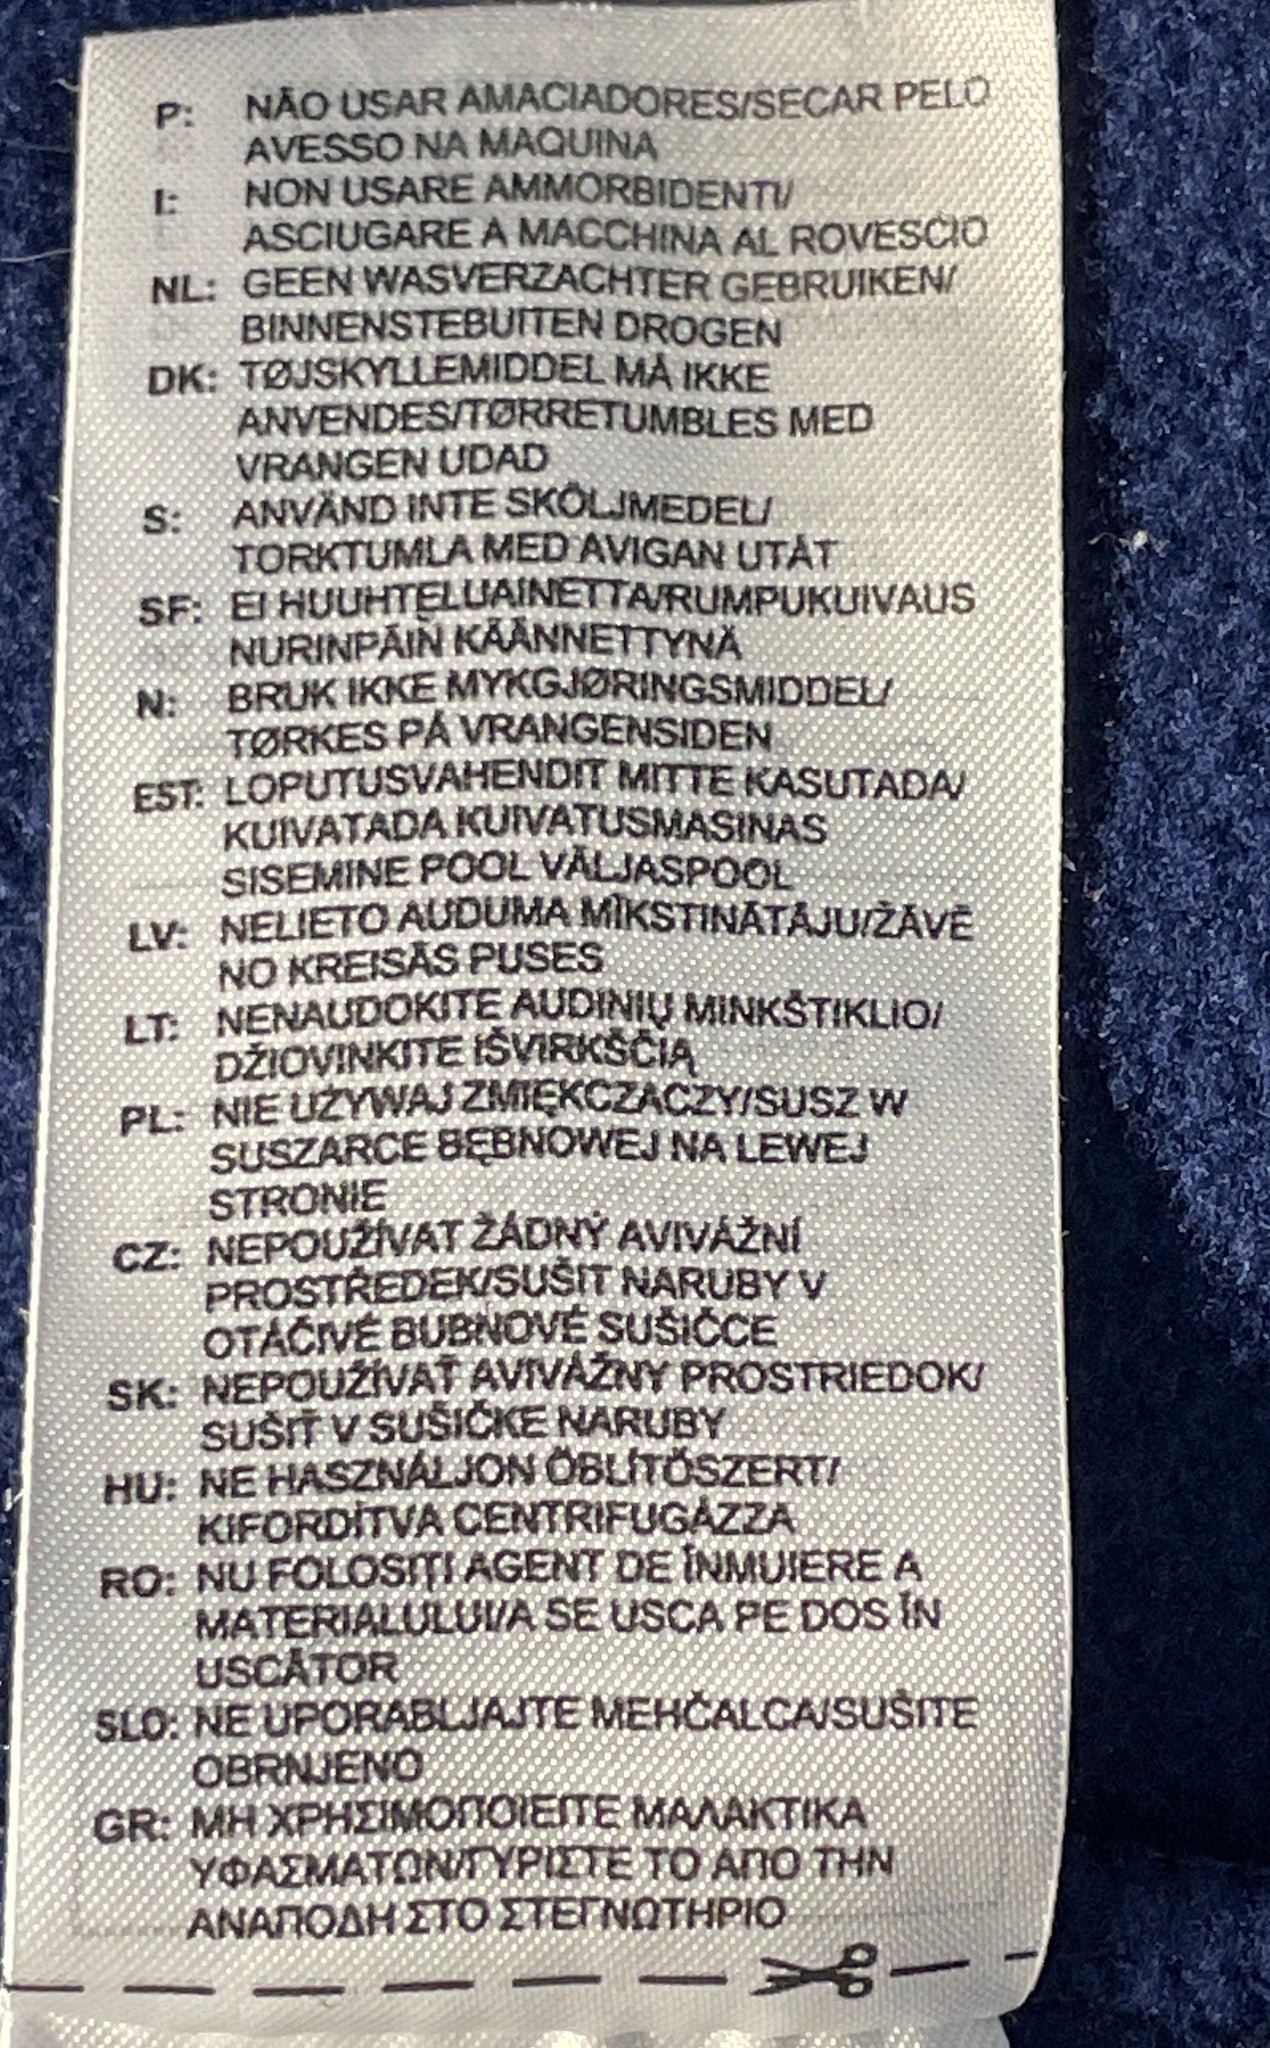 P: NÃO USAR AMACIADORES/SECAR PELO
AVESSO NA MAQUINA
I: NON USARE AMMORBIDENTI/
ASCIUGARE A MACCHINA AL ROVESCIO
NL: GEEN WASVERZACHTER GEBRUIKEN/
BINNENSTEBUITEN DROGEN
DK: TØJSKYLLEMIDDEL MÅ IKKE
ANVENDES/TØRRETUMBLES MED
VRANGEN UDAD
S: ANVÄND INTE SKÖLJMEDEL/
TORKTUMLA MED AVIGAN UTÅT
SF: EI HUUHTELUAINETTA/RUMPUKUIVAUS
NURINPÄIN KÄÄNNETTYNÄ
N: BRUK IKKE MYKGJØRINGSMIDDEL/
TØRKES PÅ VRANGENSIDEN
EST: LOPUTUSVAHENDIT MITTE KASUTADA/
KUIVATADA KUIVATUSMASINAS
SISEMINE POOL VÄLJASPOOL
LV: NELIETO AUDUMA MĪKSTINĀTĀJU/ŽĀVĒ
NO KREISĀS PUSES
LT: NENAUDOKITE AUDINIŲ MINKŠTIKLIO/
DŽIOVINKITE IŠVIRKŠČIĄ
PL: NIE UŻYWAJ ZMIĘKCZACZY/SUSZ W
SUSZARCE BĘBNOWEJ NA LEWEJ
STRONIE
CZ: NEPOUŽÍVAT ŽÁDNÝ AVIVÁŽNÍ
PROSTŘEDEK/SUŠIT NARUBY V
OTÁČIVÉ BUBNOVÉ SUŠIČCE
SK: NEPOUŽÍVAŤ AVIVÁŽNY PROSTRIEDOK/
SUŠIŤ V SUŠIČKE NARUBY
HU: NE HASZNÁLJON ÖBLÍTŐSZERT/
KIFORDÍTVA CENTRIFUGÁZZA
RO: NU FOLOSIȚI AGENT DE ÎNMUIERE A
MATERIALULUI/A SE USCA PE DOS ÎN
USCĂTOR
SLO: NE UPORABLJAJTE MEHČALCA/SUŠITE
OBRNJENO
GR: ΜΗ ΧΡΗΣΙΜΟΠΟΙΕΙΤΕ ΜΑΛΑΚΤΙΚΑ
ΥΦΑΣΜΑΤΩΝ/ΓΥΡΙΣΤΕ ΤΟ ΑΠΟ ΤΗΝ
ΑΝΑΠΟΔΗ ΣΤΟ ΣΤΕΓΝΩΤΗΡΙΟ